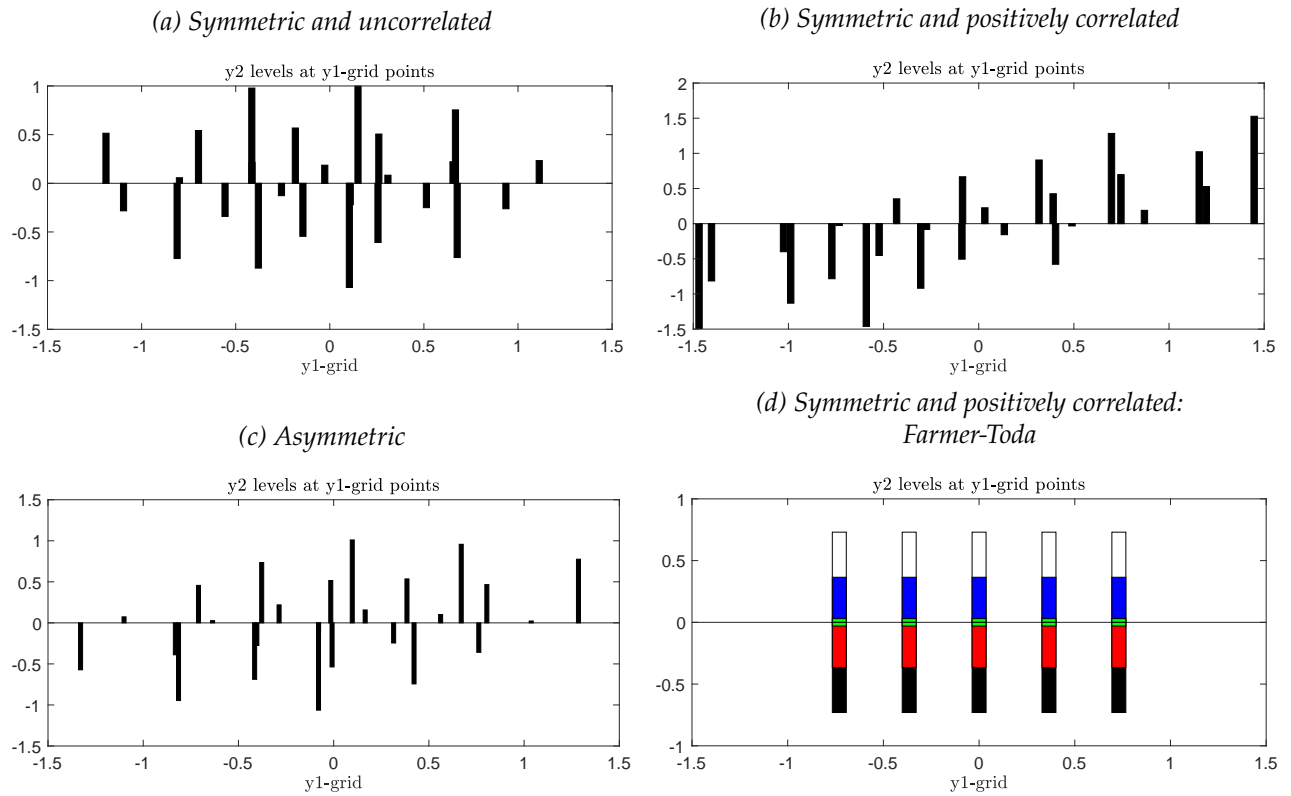 (a) Symmetric and uncorrelated
y2 levels at y1-grid points
1
0.5
0
-0.5
-1
-1.5
-1.5 -1 -0.5 0 0.5 1 1.5
y1-grid
(b) Symmetric and positively correlated
y2 levels at y1-grid points
2
1.5
1
0.5
0
-0.5
-1
-1.5
-1.5 -1 -0.5 0 0.5 1 1.5
y1-grid
(c) Asymmetric
y2 levels at y1-grid points
1.5
1
0.5
0
-0.5
-1
-1.5
-1.5 -1 -0.5 0 0.5 1 1.5
y1-grid
(d) Symmetric and positively correlated:
Farmer-Toda
y2 levels at y1-grid points
1
0.5
0
-0.5
-1
-1.5 -1 -0.5 0 0.5 1 1.5
y1-grid